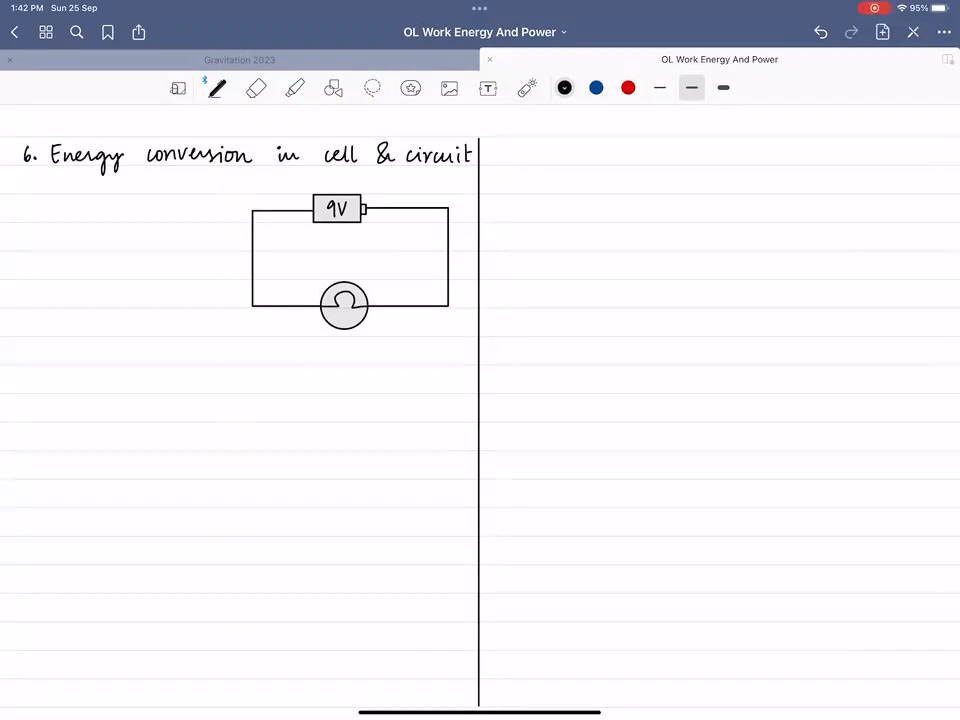 1:42 PM Sun 25 Sep
95%
OL Work Energy And Power
Gravitation 2023
OL Work Energy And Power
T
6. Energy conversion in cell & circuit
9V